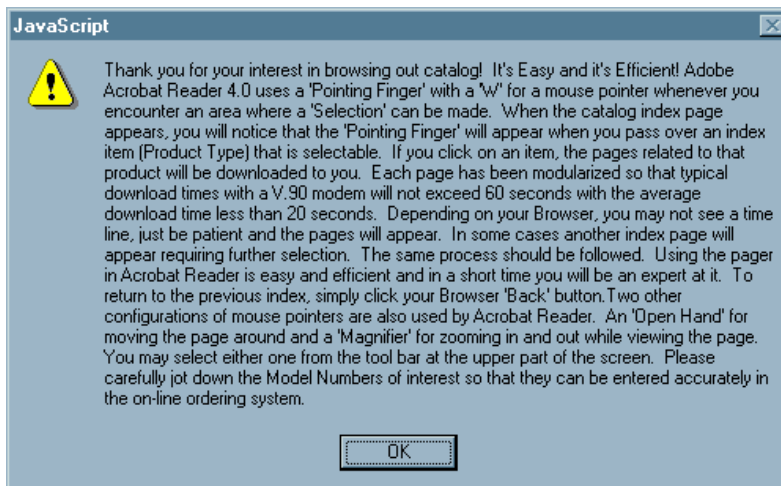 JavaScript
Thank you for your interest in browsing out catalog!  It's Easy and it's Efficient! Adobe
Acrobat Reader 4.0 uses a 'Pointing Finger' with a 'W' for a mouse pointer whenever you
encounter an area where a 'Selection' can be made.  When the catalog index page
appears, you will notice that the 'Pointing Finger' will appear when you pass over an index
item (Product Type) that is selectable.  If you click on an item, the pages related to that
product will be downloaded to you.  Each page has been modularized so that typical
download times with a V.90 modem will not exceed 60 seconds with the average
download time less than 20 seconds.  Depending on your Browser, you may not see a time
line, just be patient and the pages will appear.  In some cases another index page will
appear requiring further selection.  The same process should be followed.  Using the pager
in Acrobat Reader is easy and efficient and in a short time you will be an expert at it.  To
return to the previous index, simply click your Browser 'Back' button.Two other
configurations of mouse pointers are also used by Acrobat Reader.  An 'Open Hand' for
moving the page around and a 'Magnifier' for zooming in and out while viewing the page.
You may select either one from the tool bar at the upper part of the screen.  Please
carefully jot down the Model Numbers of interest so that they can be entered accurately in
the on-line ordering system.
OK